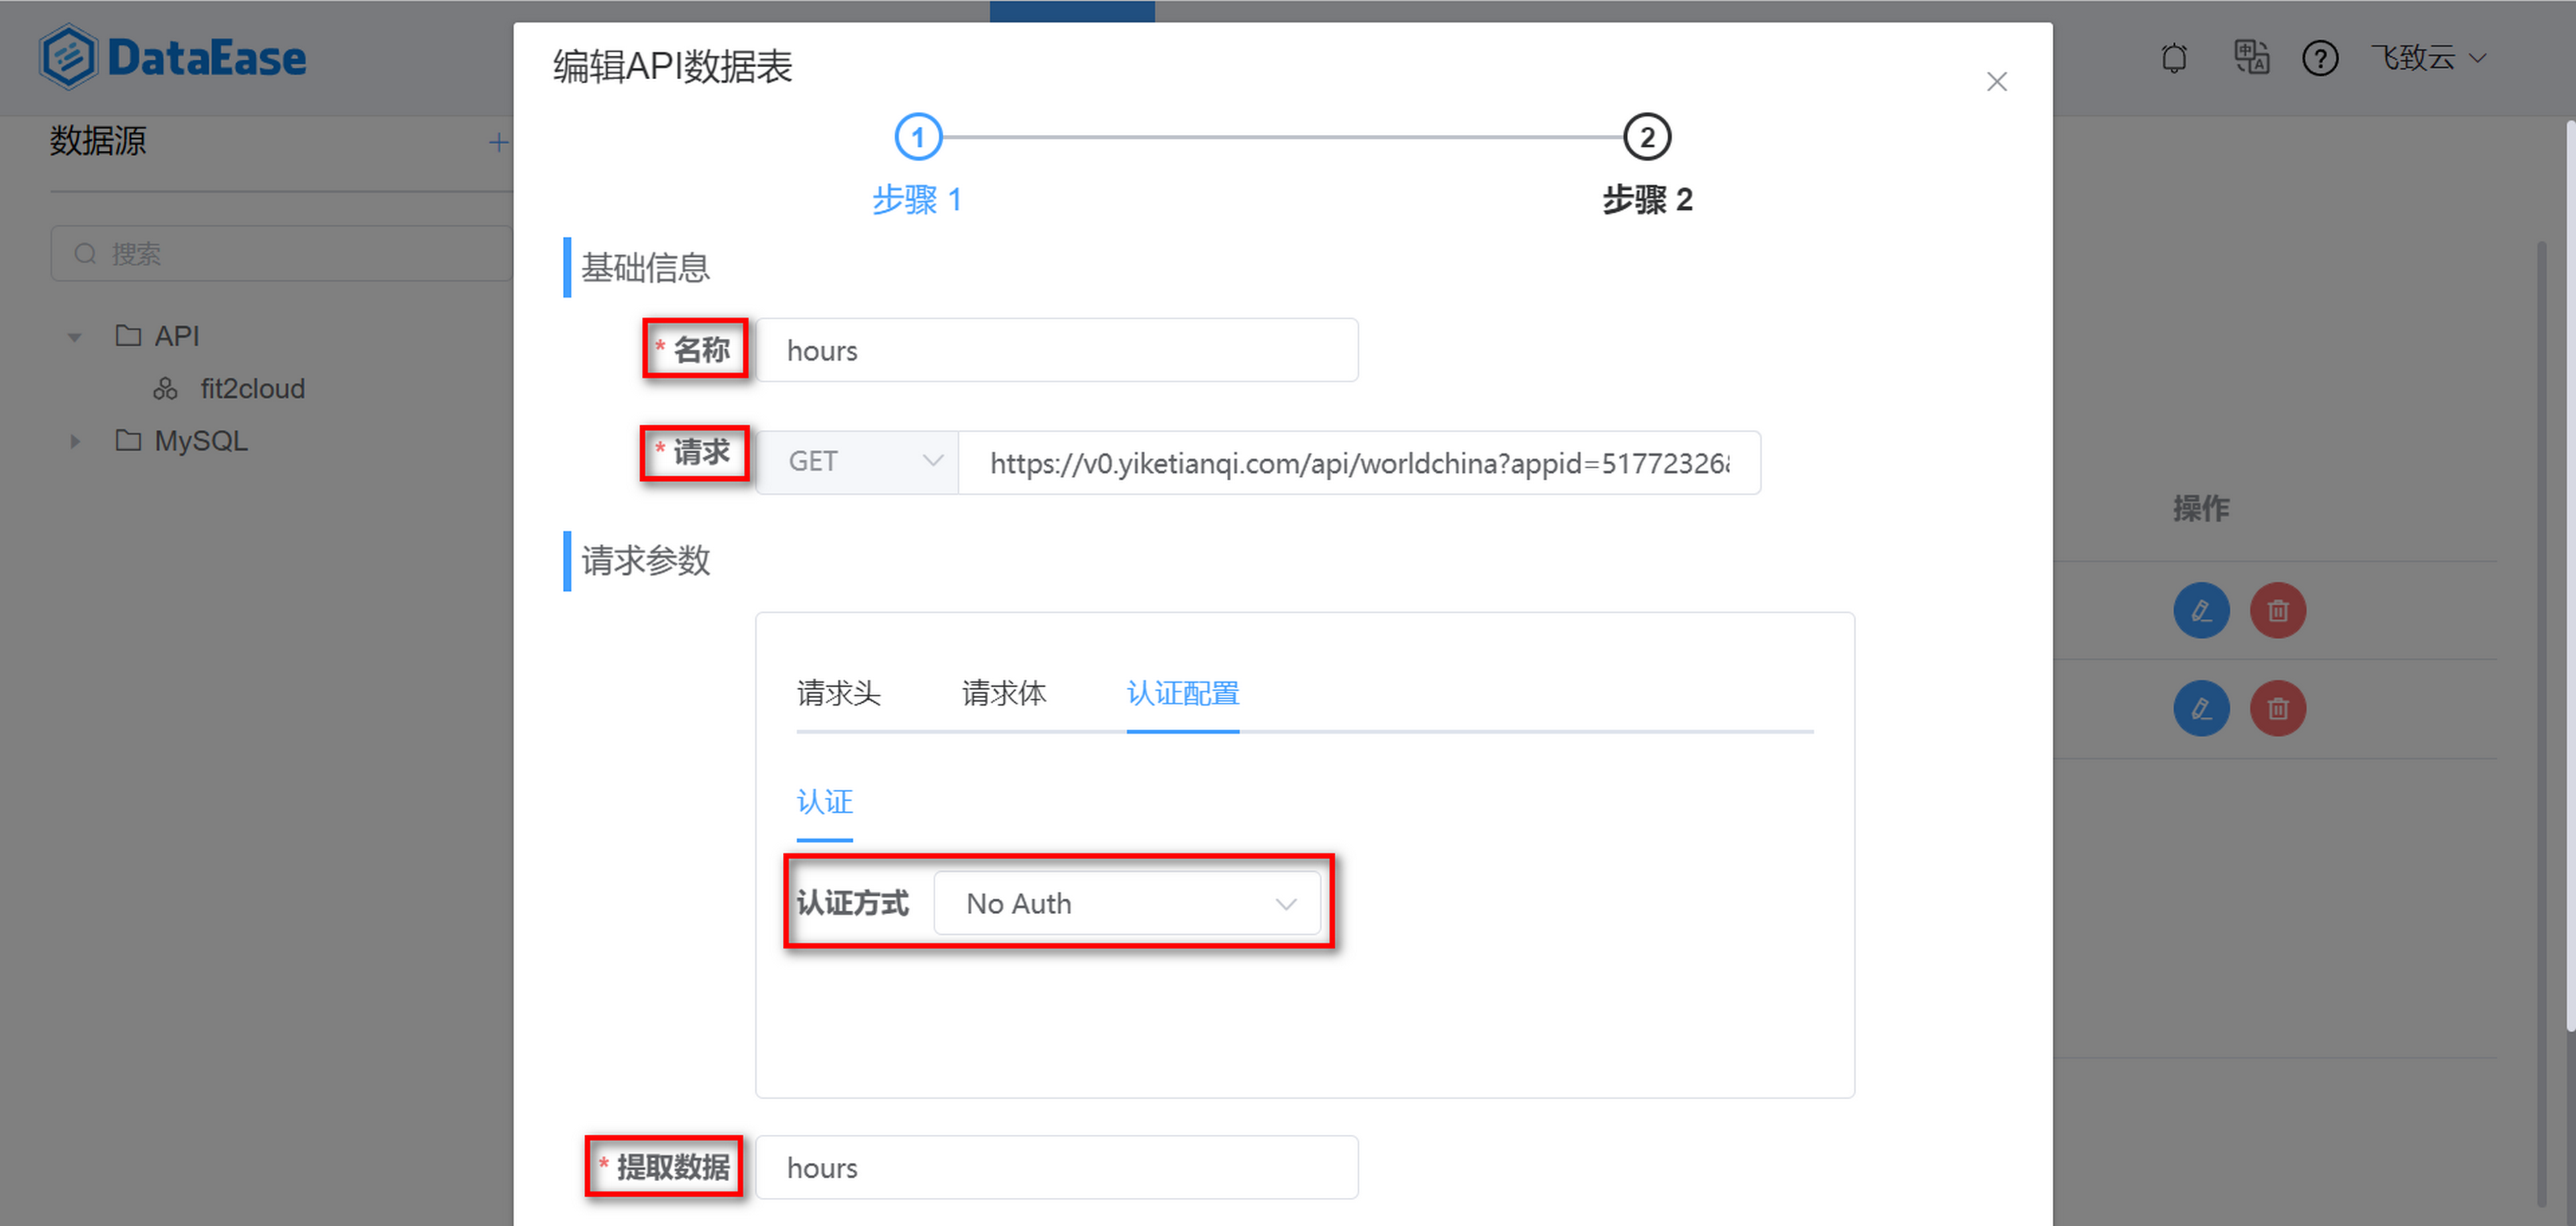 DataEase
中 A
?
飞致云
数据源
+
搜索
API
fit2cloud
MySQL
编辑API数据表
1
2
步骤 1
步骤 2
基础信息
* 名称
hours
* 请求
GET
https://v0.yiketianqi.com/api/worldchina?appid=51772326
请求参数
请求头
请求体
认证配置
认证
认证方式
No Auth
* 提取数据
hours
操作